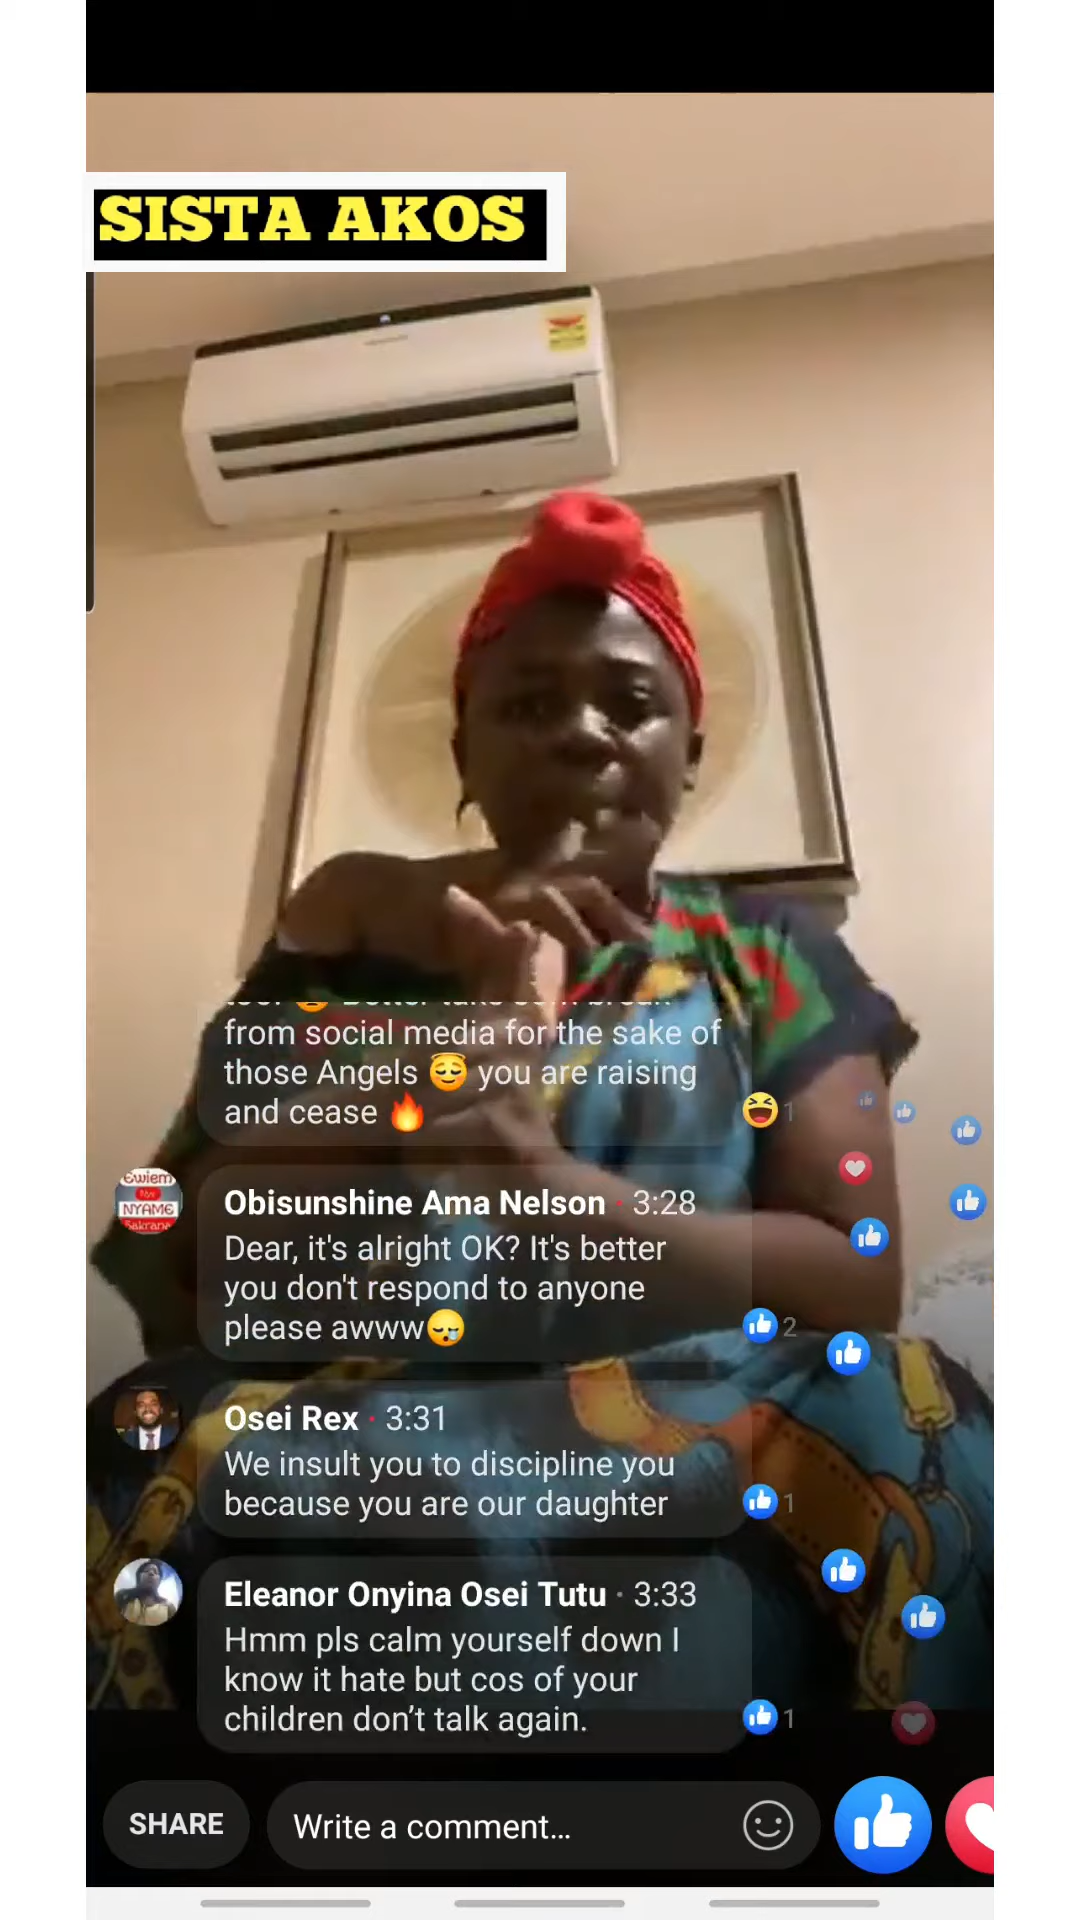 SISTA AKOS
from social media for the sake of
those Angels 😇 you are raising
and cease 🔥
😆 1
Ewiem
Nye
NYAME
Sakrane
Obisunshine Ama Nelson · 3:28
Dear, it's alright OK? It's better
you don't respond to anyone
please awww😪
2
Osei Rex · 3:31
We insult you to discipline you
because you are our daughter
1
Eleanor Onyina Osei Tutu · 3:33
Hmm pls calm yourself down I
know it hate but cos of your
children don’t talk again.
1
SHARE
Write a comment...